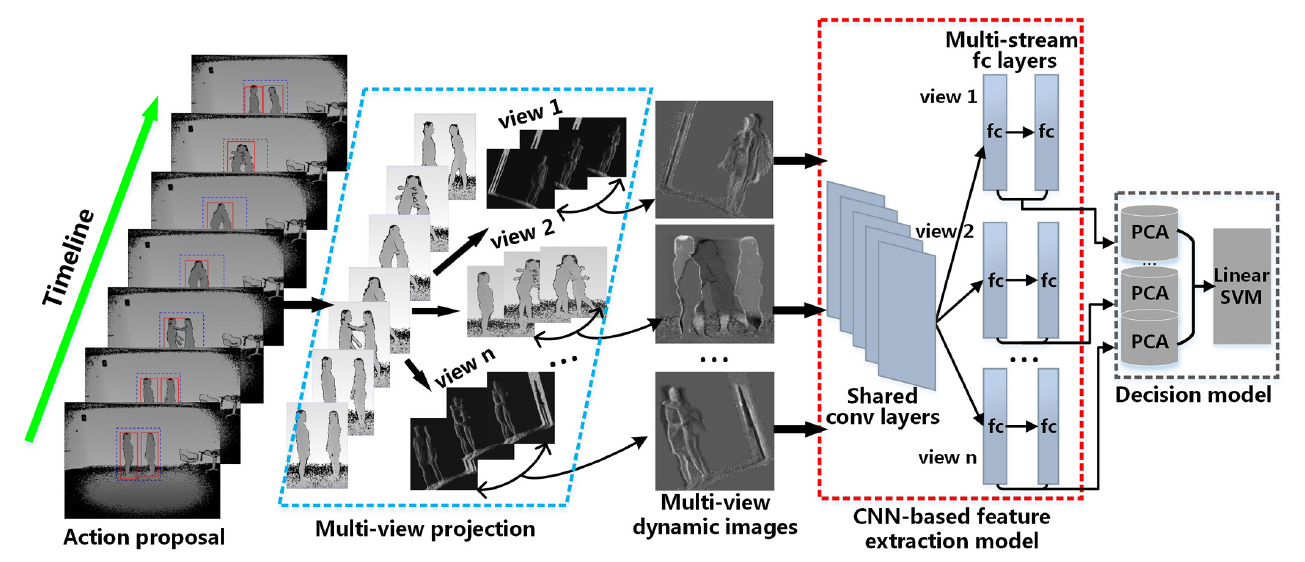 Timeline
Action proposal
view 1
view 2
view n
...
Multi-view projection
...
Multi-view
dynamic images
Multi-stream
fc layers
view 1
fc
fc
view 2
fc
fc
...
view n
fc
fc
Shared
conv layers
CNN-based feature
extraction model
PCA
...
PCA
PCA
Linear
SVM
Decision model